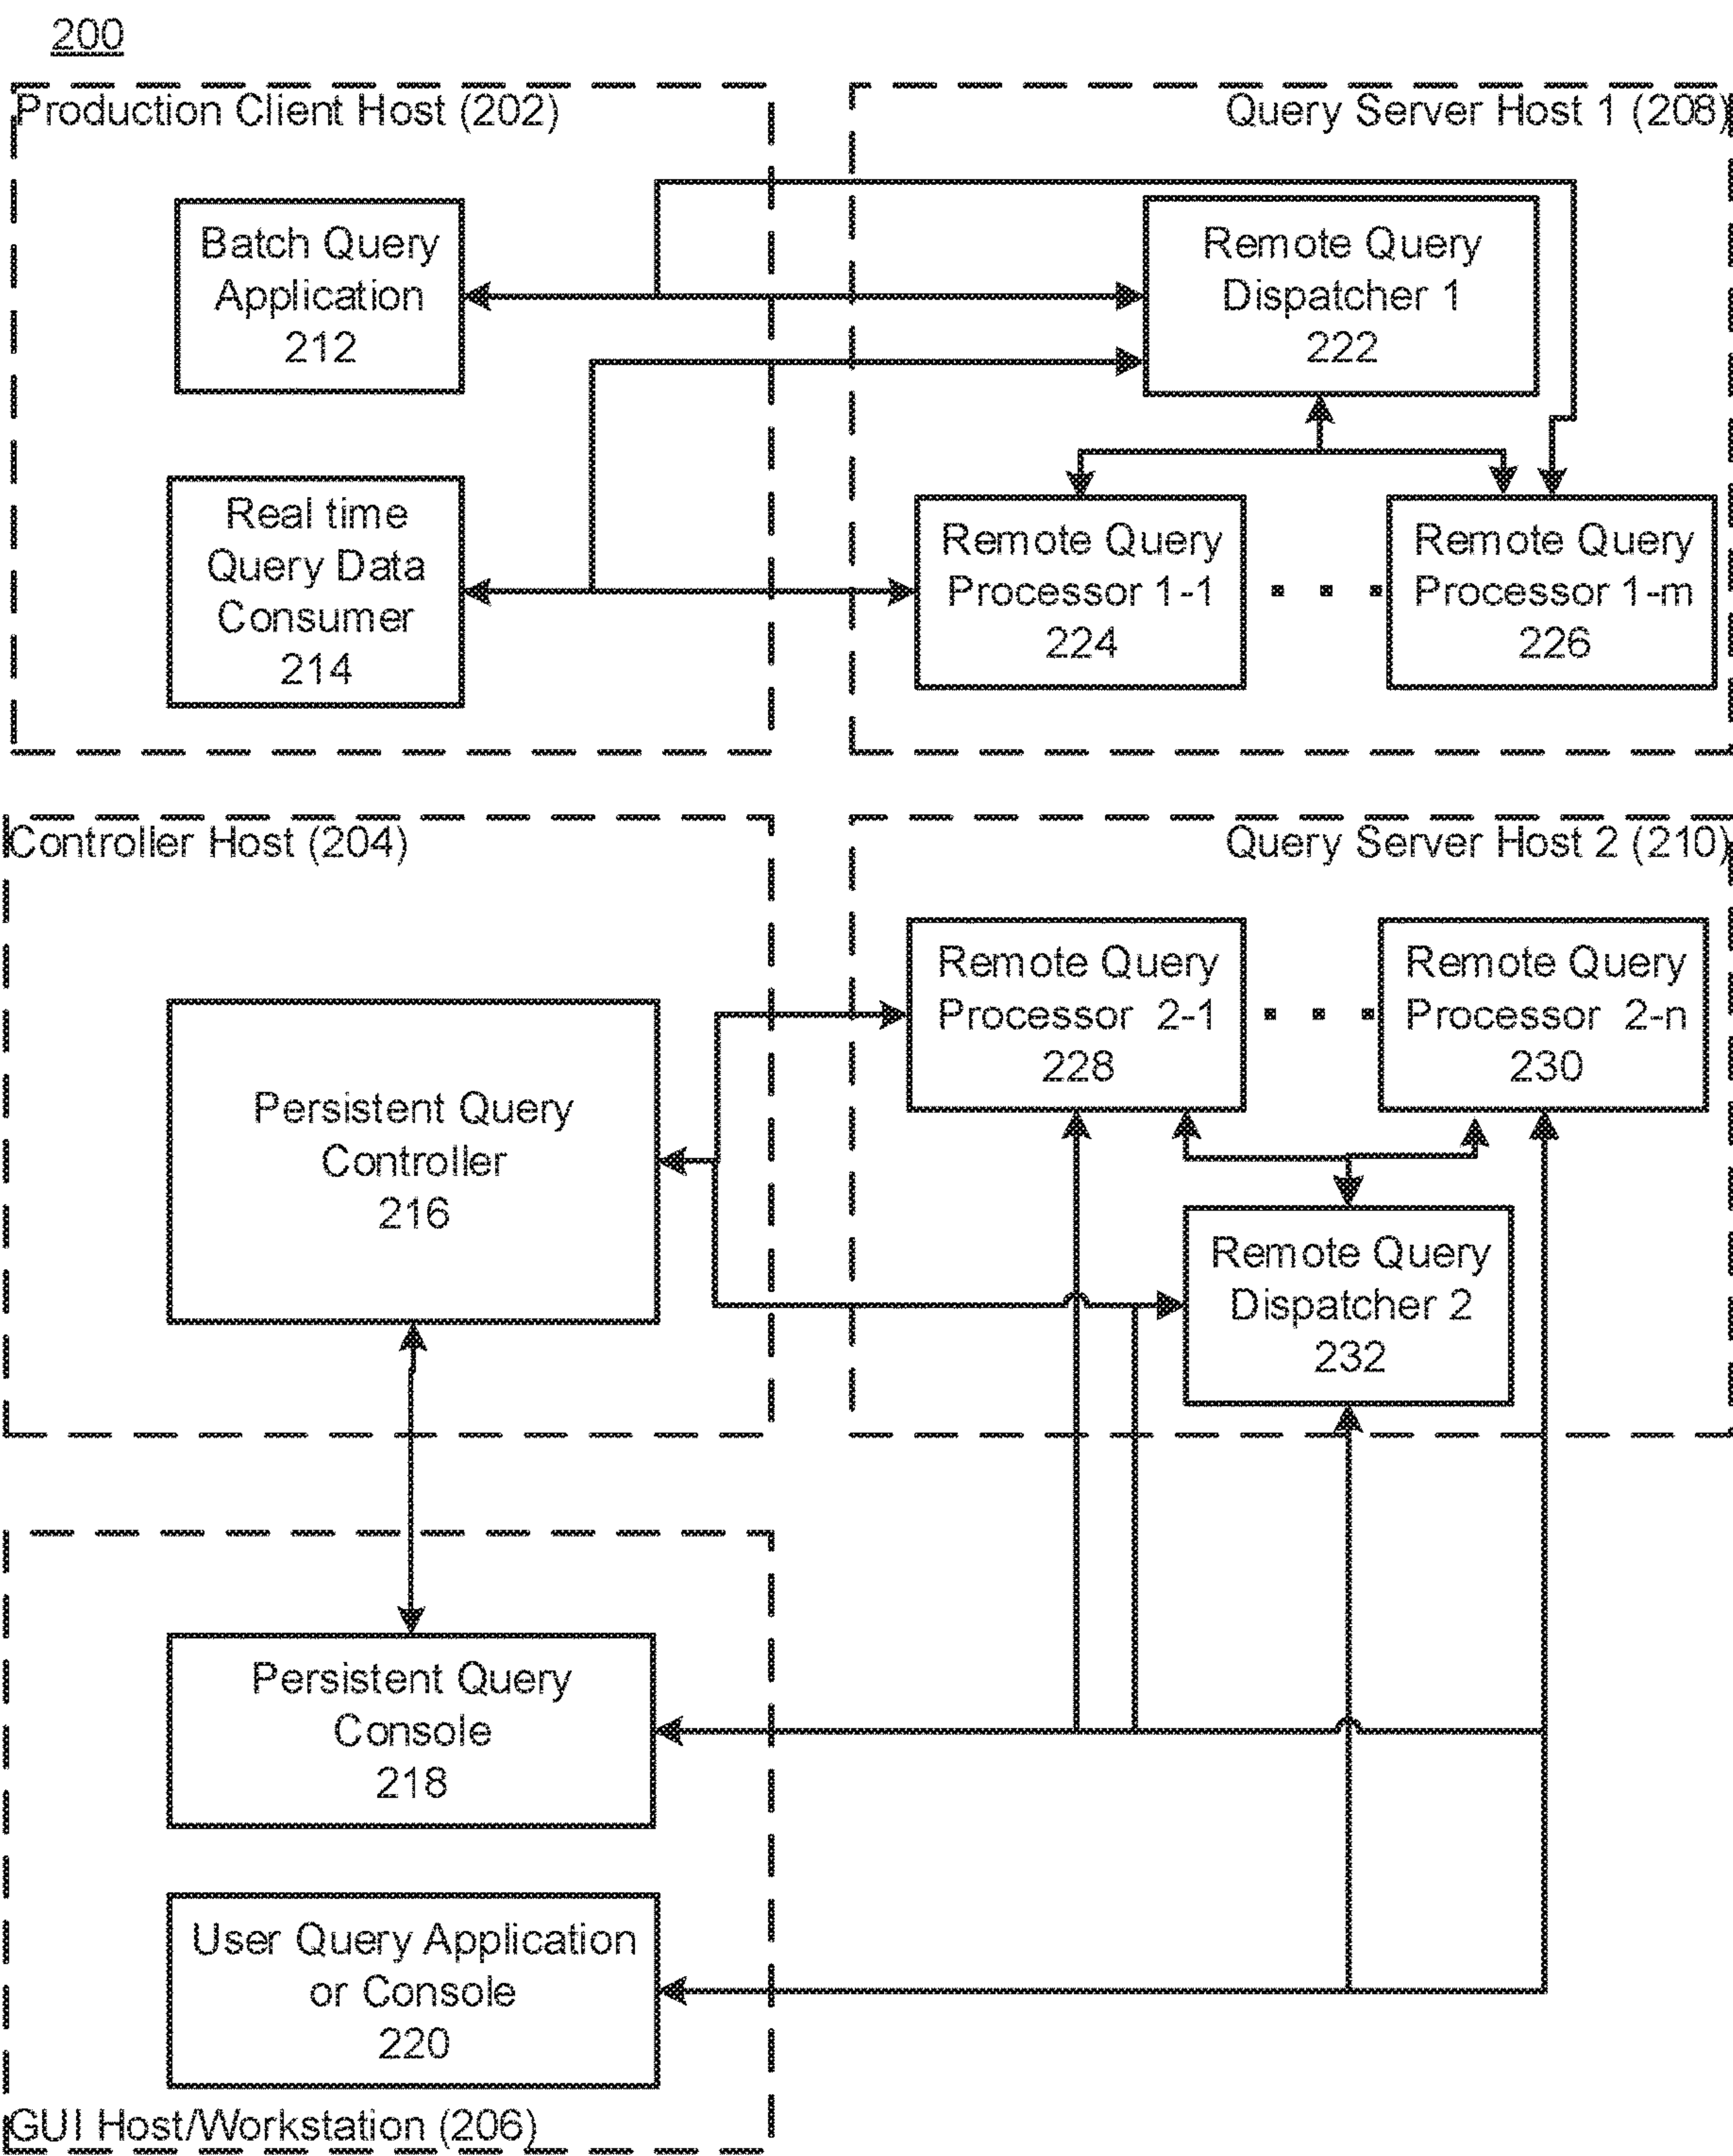 200
Production Client Host (202)
Query Server Host 1 (208)
Batch Query
Application
212
Remote Query
Dispatcher 1
222
Real time
Query Data
Consumer
214
Remote Query
Processor 1-1
224
Remote Query
Processor 1-m
226
Controller Host (204)
Query Server Host 2 (210)
Remote Query
Processor 2-1
228
Remote Query
Processor 2-n
230
Persistent Query
Controller
216
Remote Query
Dispatcher 2
232
Persistent Query
Console
218
User Query Application
or Console
220
GUI Host/Workstation (206)